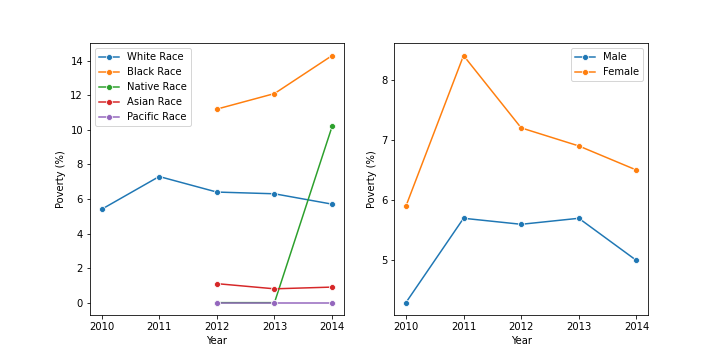 White Race
Black Race
Native Race
Asian Race
Pacific Race
14
12
10
8
6
4
2
0
Poverty (%)
2010 2011 2012 2013 2014
Year
Male
Female
8
7
6
5
Poverty (%)
2010 2011 2012 2013 2014
Year